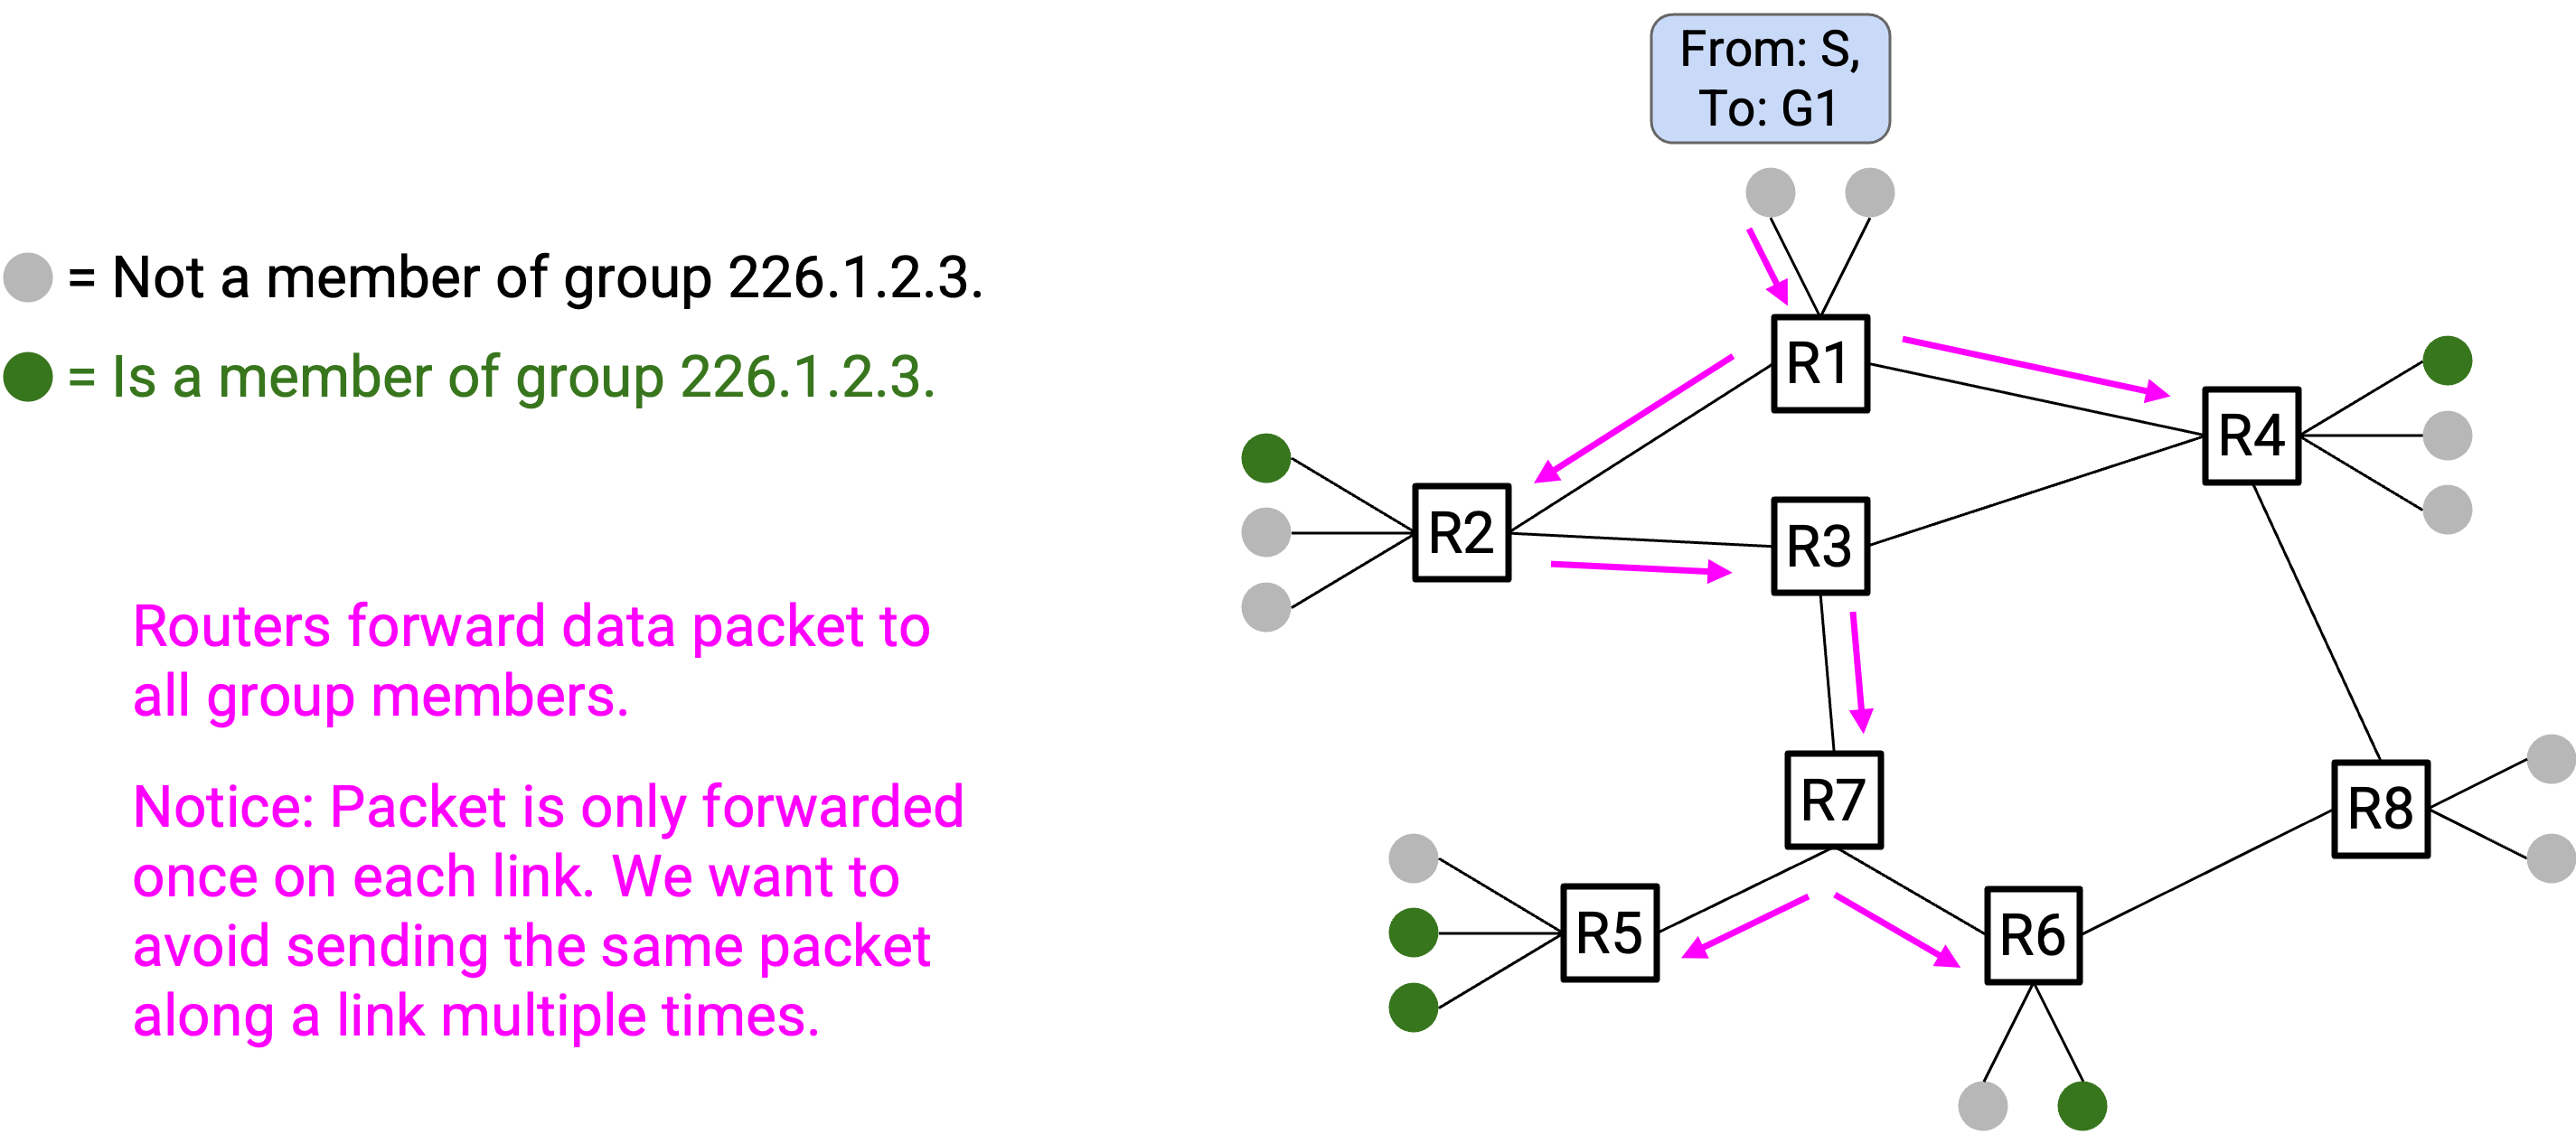 From: S,
To: G1
= Not a member of group 226.1.2.3.
= Is a member of group 226.1.2.3.
Routers forward data packet to
all group members.
Notice: Packet is only forwarded
once on each link. We want to
avoid sending the same packet
along a link multiple times.
R1
R4
R2
R3
R7
R8
R5
R6